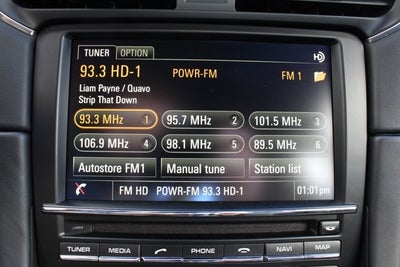 TUNER OPTION HD
93.3 HD-1 POWR-FM FM 1
Liam Payne / Quavo
Strip That Down
93.3 MHz 1 95.7 MHz 2 101.5 MHz 3
106.9 MHz 4 98.1 MHz 5 89.5 MHz 6
Autostore FM1 Manual tune Station list
FM HD POWR-FM 93.3 HD-1 01:01 pm
TUNER MEDIA PHONE NAVI MAP